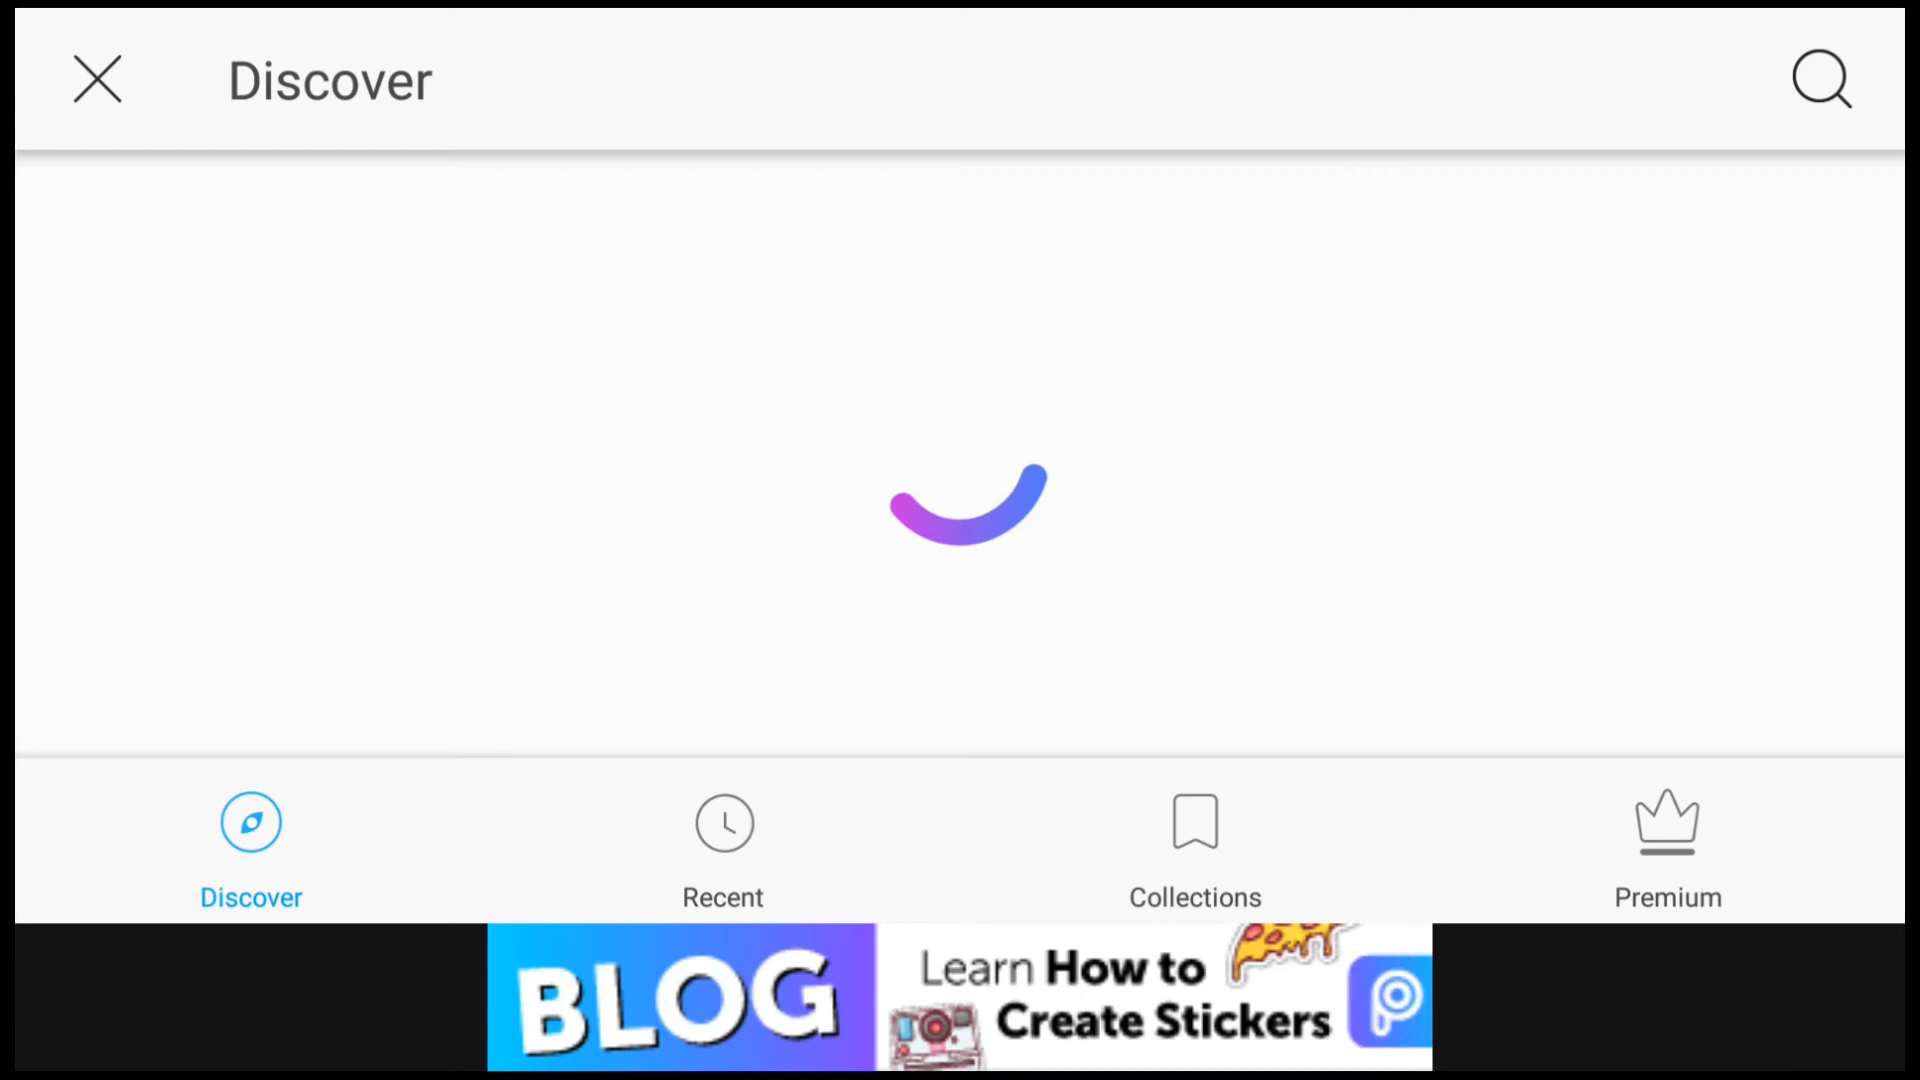 Discover
Discover
Recent
Collections
Premium
BLOG
Learn How to
Create Stickers